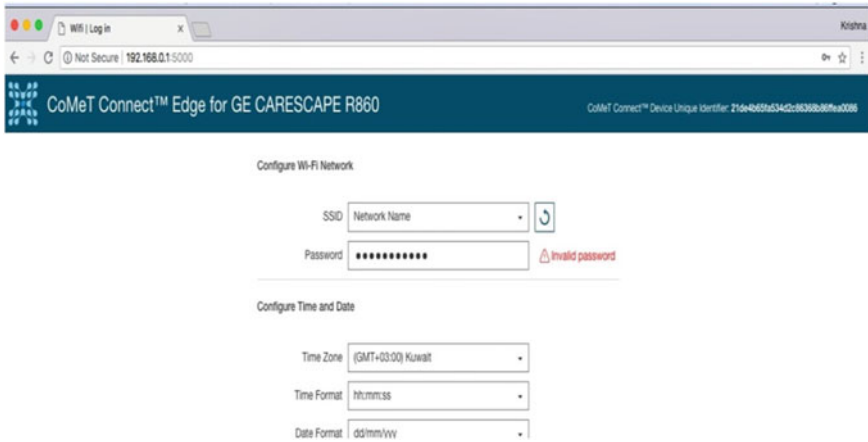 Wifi | Log in
Krishna
Not Secure | 192.168.0.1:5000
CoMeT Connect™ Edge for GE CARESCAPE R860
CoMeT Connect™ Device Unique Identifier: 21de4b65fa534d2c86368b86ffea0086
Configure Wi-Fi Network
SSID Network Name
Password ●●●●●●●●●●● Invalid password
Configure Time and Date
Time Zone (GMT+03:00) Kuwait
Time Format hh:mm:ss
Date Format dd/mm/yyy